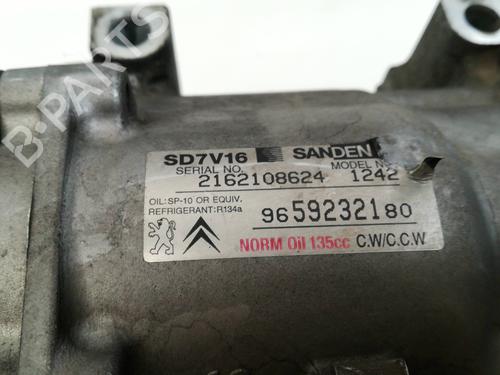 B-PARTS
SD7V16 SANDEN
SERIAL NO. MODEL N
2162108624 1242
OIL:SP-10 OR EQUIV.
REFRIGERANT:R134a
9659232180
NORM Oil 135cc C.W/C.C.W